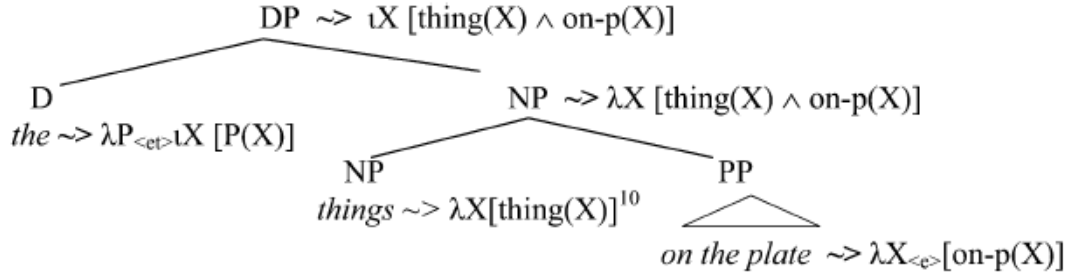 DP ~> ιX [thing(X) ∧ on-p(X)]
D
NP ~> λX [thing(X) ∧ on-p(X)]
the ~> λP<et>ιX [P(X)]
NP
PP
things ~> λX[thing(X)]10
on the plate ~> λX<e>[on-p(X)]